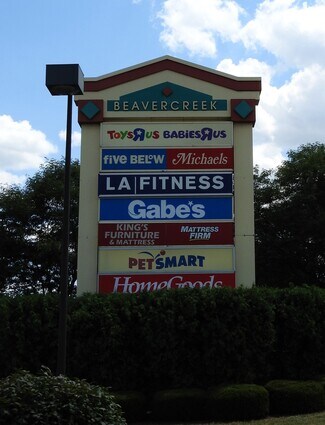 BEAVERCREEK
TOYSRUS BABIESRUS
five BELOW Michaels
LA FITNESS
Gabe's
KING'S FURNITURE & MATTRESS MATTRESS FIRM
PETSMART
HomeGoods